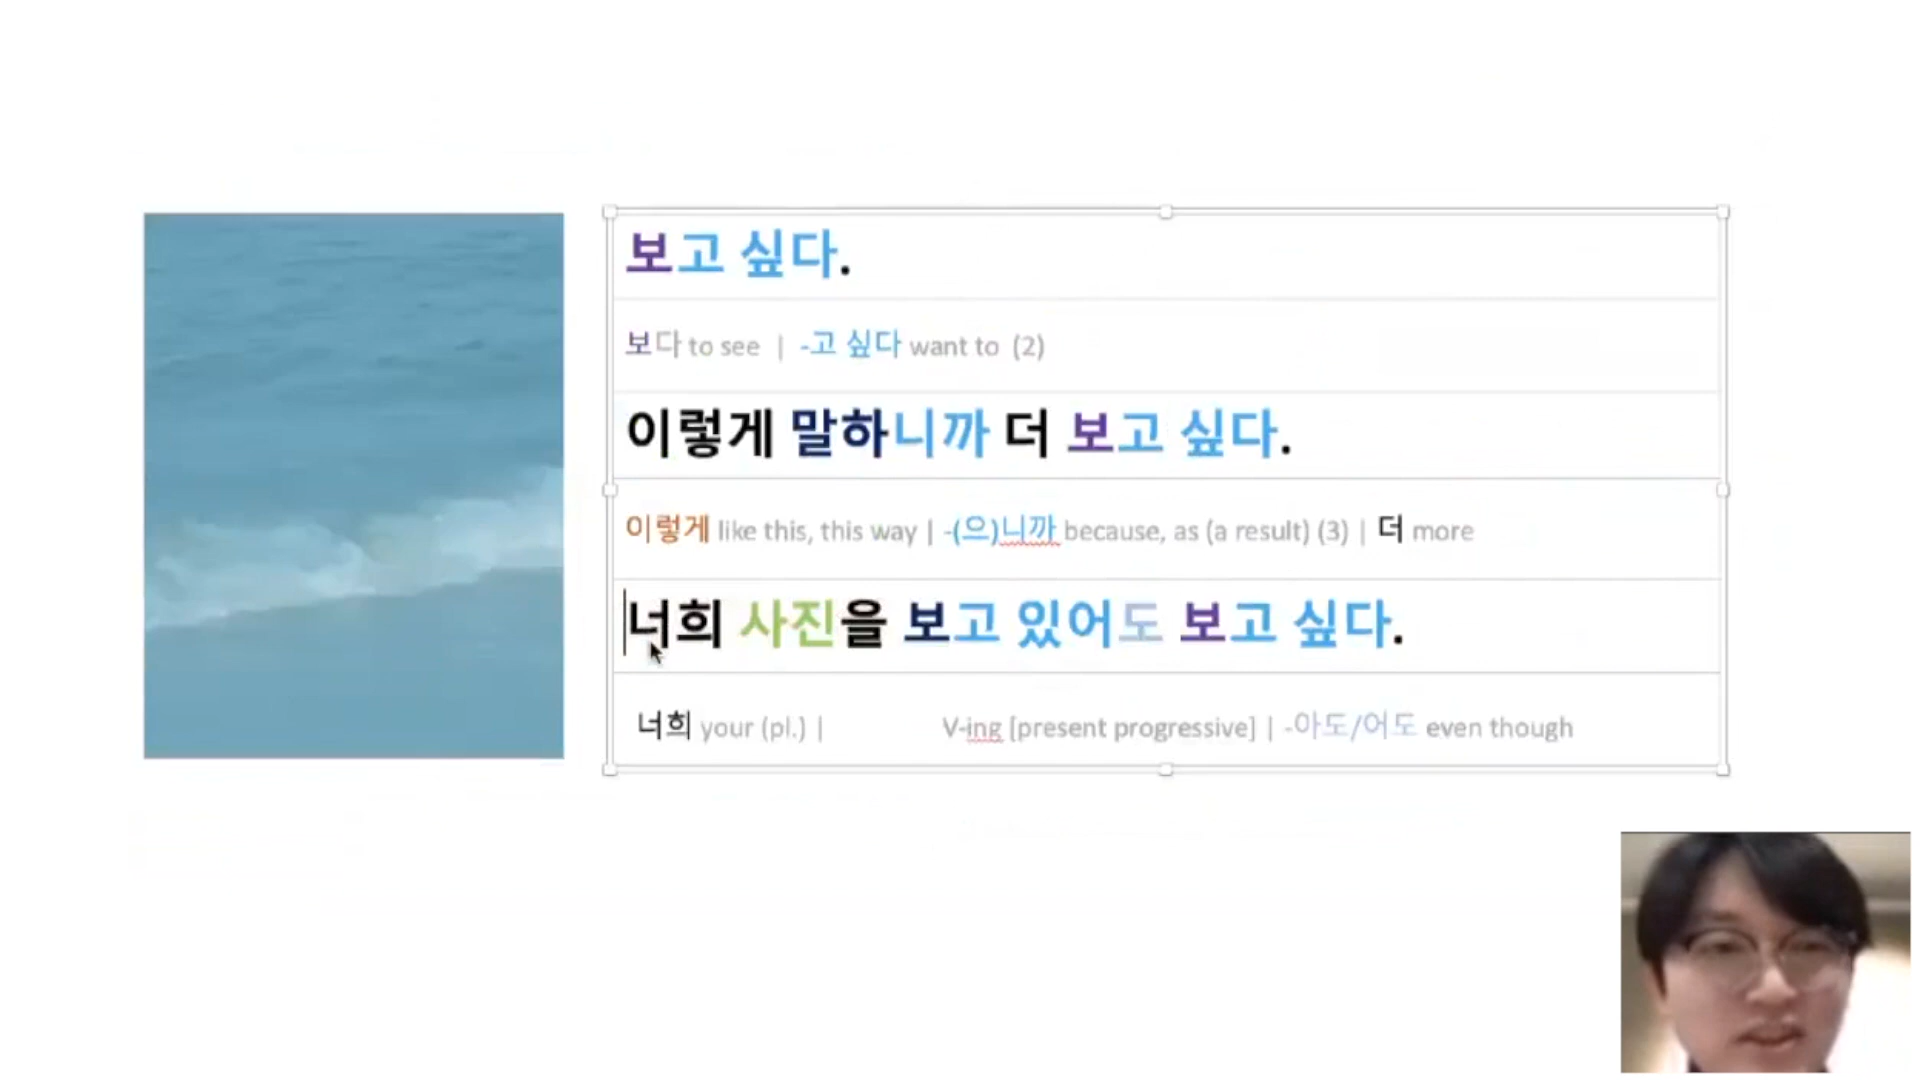 보고 싶다.
보다 to see | -고 싶다 want to (2)
이렇게 말하니까 더 보고 싶다.
이렇게 like this, this way | -(으)니까 because, as (a result) (3) | 더 more
너희 사진을 보고 있어도 보고 싶다.
너희 your (pl.) | V-ing [present progressive] | -아도/어도 even though